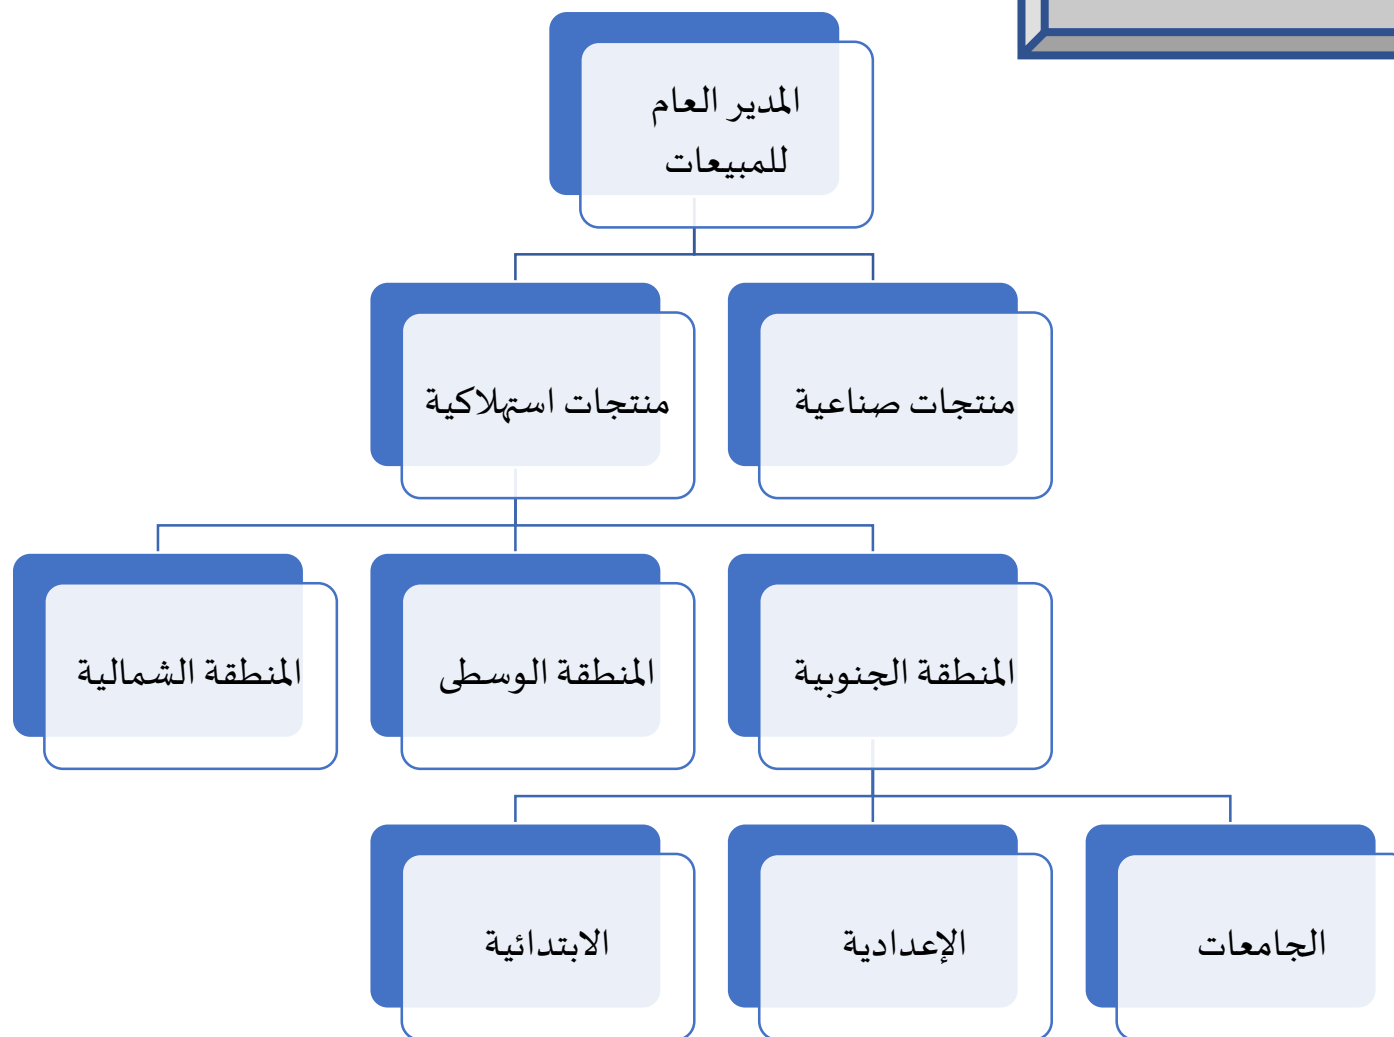 المدير العام
للمبيعات
منتجات صناعية
منتجات استهلاكية
المنطقة الجنوبية
المنطقة الوسطى
المنطقة الشمالية
الجامعات
الإعدادية
الابتدائية